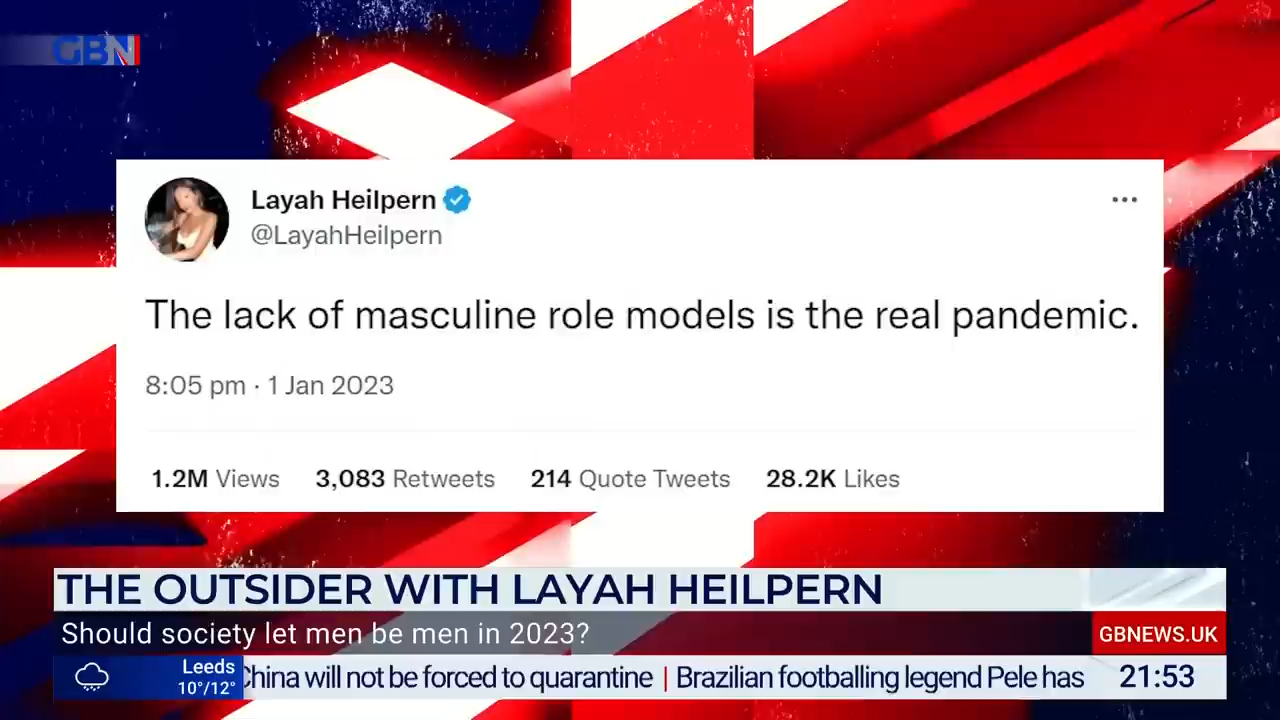 GBN
Layah Heilpern
@LayahHeilpern
The lack of masculine role models is the real pandemic.
8:05 pm · 1 Jan 2023
1.2M Views 3,083 Retweets 214 Quote Tweets 28.2K Likes
THE OUTSIDER WITH LAYAH HEILPERN
Should society let men be men in 2023?
GBNEWS.UK
Leeds
10°/12°
China will not be forced to quarantine | Brazilian footballing legend Pele has
21:53